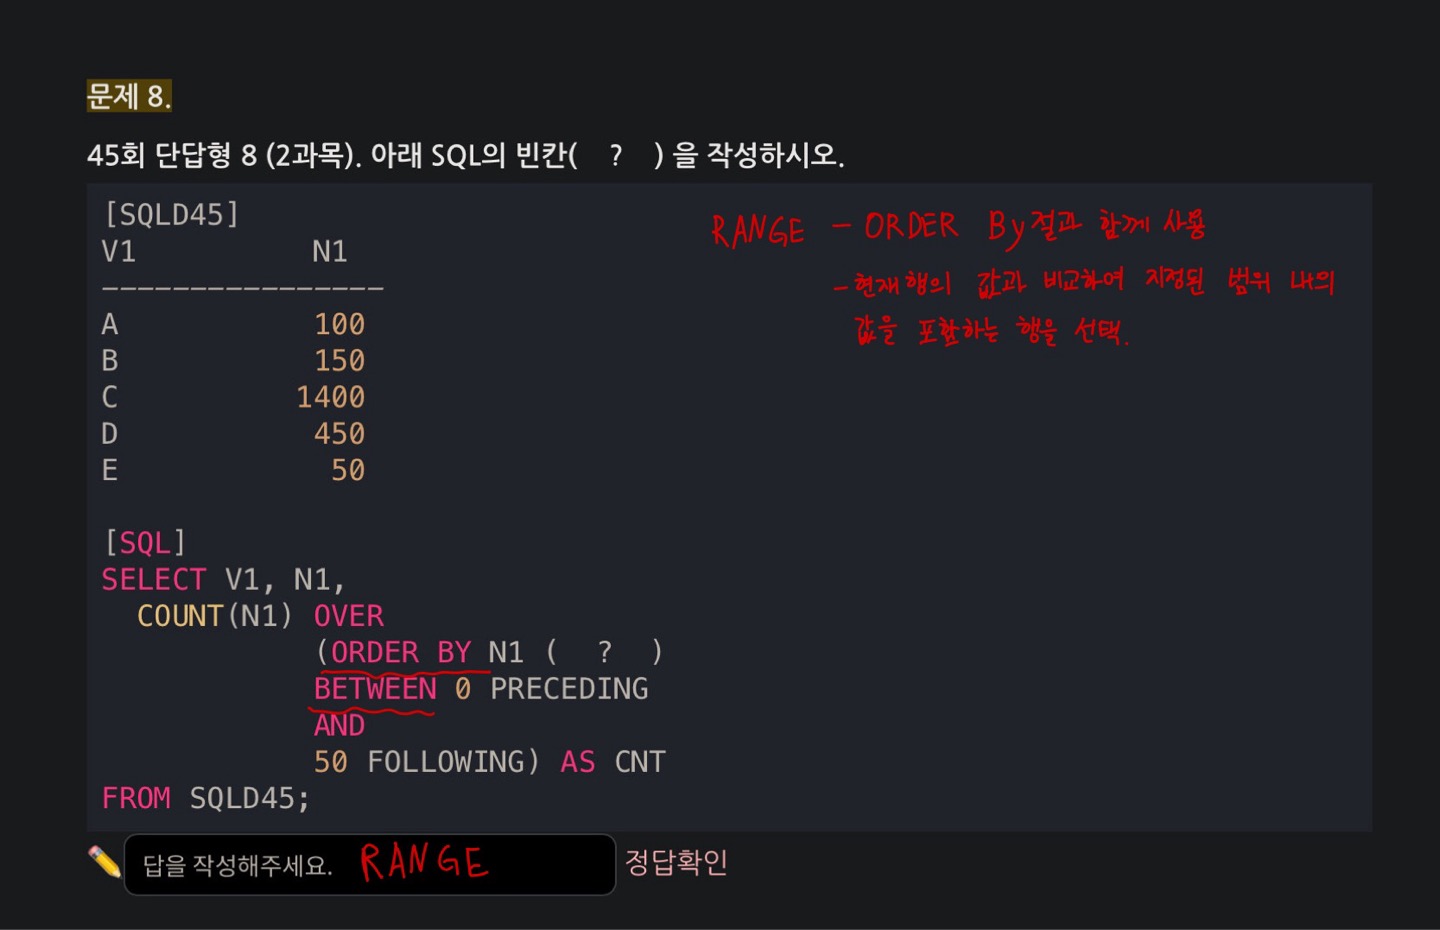 문제 8.
45회 단답형 8 (2과목). 아래 SQL의 빈칸( ? ) 을 작성하시오.
[SQLD45]
V1 N1
----------------
A 100
B 150
C 1400
D 450
E 50
RANGE - ORDER By절과 함께 사용
- 현재행의 값과 비교하여 지정된 범위 내의
값을 포함하는 행을 선택.
[SQL]
SELECT V1, N1,
COUNT(N1) OVER
(ORDER BY N1 ( ? )
BETWEEN 0 PRECEDING
AND
50 FOLLOWING) AS CNT
FROM SQLD45;
답을 작성해주세요. RANGE 정답확인